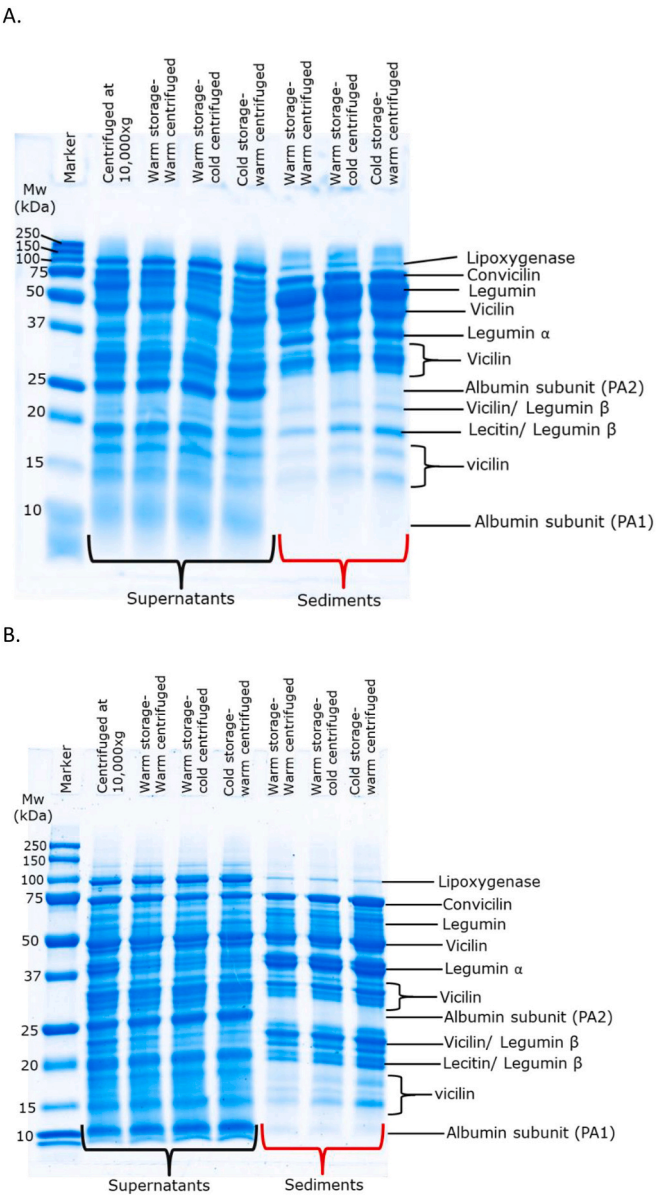 A.
Marker
Centrifuged at
10,000xg
Warm storage-
Warm centrifuged
Warm storage-
cold centrifuged
Cold storage-
warm centrifuged
Warm storage-
Warm centrifuged
Warm storage-
cold centrifuged
Cold storage-
warm centrifuged
Mw
(kDa)
250
150
100
75
50
37
25
20
15
10
Lipoxygenase
Convicilin
Legumin
Vicilin
Legumin α
Vicilin
Albumin subunit (PA2)
Vicilin/ Legumin β
Lecitin/ Legumin β
vicilin
Albumin subunit (PA1)
Supernatants
Sediments
B.
Marker
Centrifuged at
10,000xg
Warm storage-
Warm centrifuged
Warm storage-
cold centrifuged
Cold storage-
warm centrifuged
Warm storage-
Warm centrifuged
Warm storage-
cold centrifuged
Cold storage-
warm centrifuged
Mw
(kDa)
250
150
100
75
50
37
25
20
15
10
Lipoxygenase
Convicilin
Legumin
Vicilin
Legumin α
Vicilin
Albumin subunit (PA2)
Vicilin/ Legumin β
Lecitin/ Legumin β
vicilin
Albumin subunit (PA1)
Supernatants
Sediments